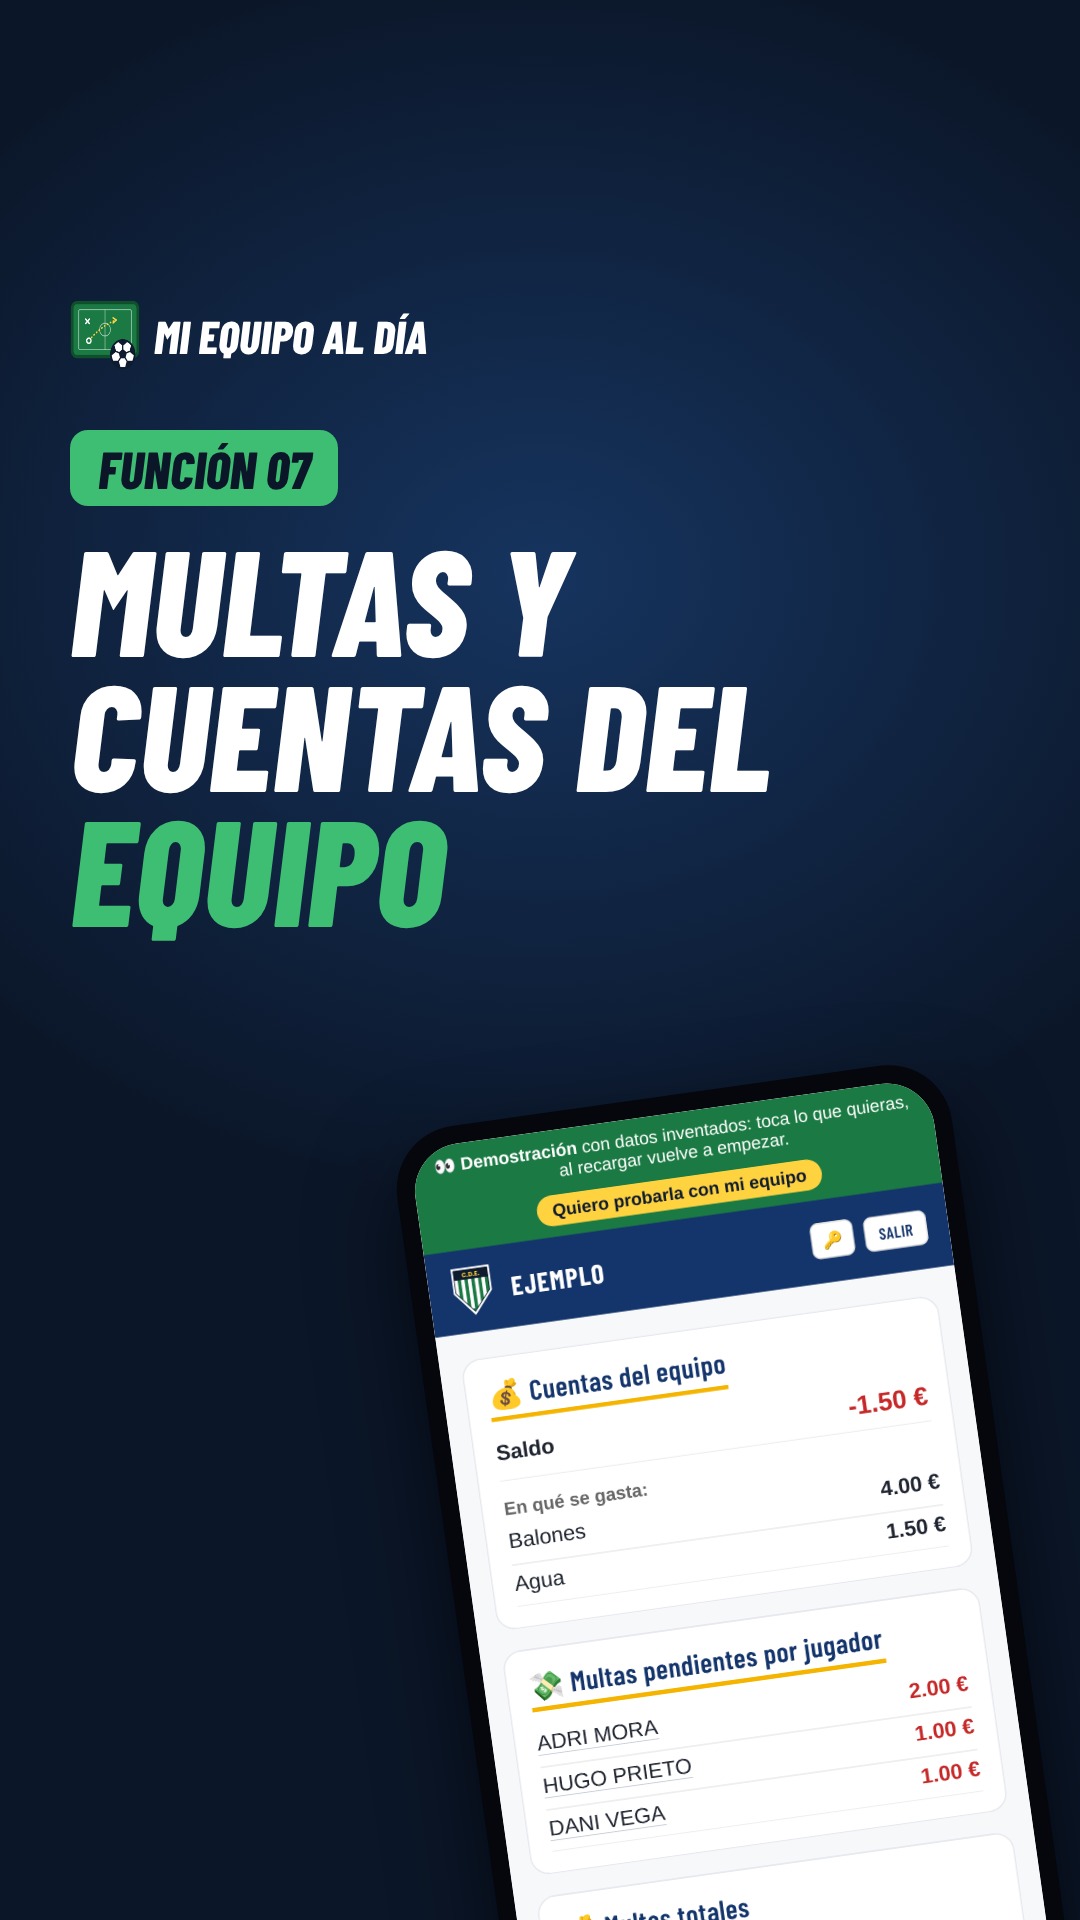 MI EQUIPO AL DÍA
FUNCIÓN 07
MULTAS Y
CUENTAS DEL
EQUIPO
👀 Demostración con datos inventados: toca lo que quieras,
al recargar vuelve a empezar.
Quiero probarla con mi equipo
C.D.E.
EJEMPLO
🔑 SALIR
💰 Cuentas del equipo
Saldo -1.50 €
En qué se gasta:
Balones 4.00 €
Agua 1.50 €
💸 Multas pendientes por jugador
ADRI MORA 2.00 €
HUGO PRIETO 1.00 €
DANI VEGA 1.00 €
Multas totales